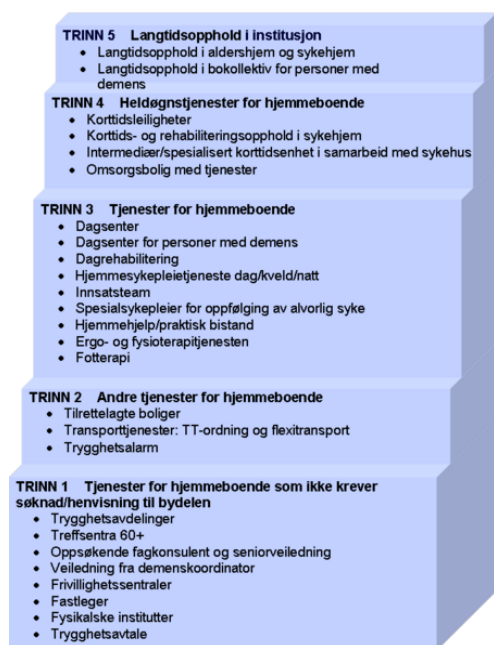 TRINN 5 Langtidsopphold i institusjon
• Langtidsopphold i aldershjem og sykehjem
• Langtidsopphold i bokollektiv for personer med
demens
TRINN 4 Heldøgnstjenester for hjemmeboende
• Korttidsleiligheter
• Korttids- og rehabiliteringsopphold i sykehjem
• Intermediær/spesialisert korttidsenhet i samarbeid med sykehus
• Omsorgsbolig med tjenester
TRINN 3 Tjenester for hjemmeboende
• Dagsenter
• Dagsenter for personer med demens
• Dagrehabilitering
• Hjemmesykepleietjeneste dag/kveld/natt
• Innsatsteam
• Spesialsykepleier for oppfølging av alvorlig syke
• Hjemmehjelp/praktisk bistand
• Ergo- og fysioterapitjenesten
• Fotterapi
TRINN 2 Andre tjenester for hjemmeboende
• Tilrettelagte boliger
• Transporttjenester: TT-ordning og flexitransport
• Trygghetsalarm
TRINN 1 Tjenester for hjemmeboende som ikke krever
søknad/henvisning til bydelen
• Trygghetsavdelinger
• Treffsentra 60+
• Oppsøkende fagkonsulent og seniorveiledning
• Veiledning fra demenskoordinator
• Frivillighetssentraler
• Fastleger
• Fysikalske institutter
• Trygghetsavtale